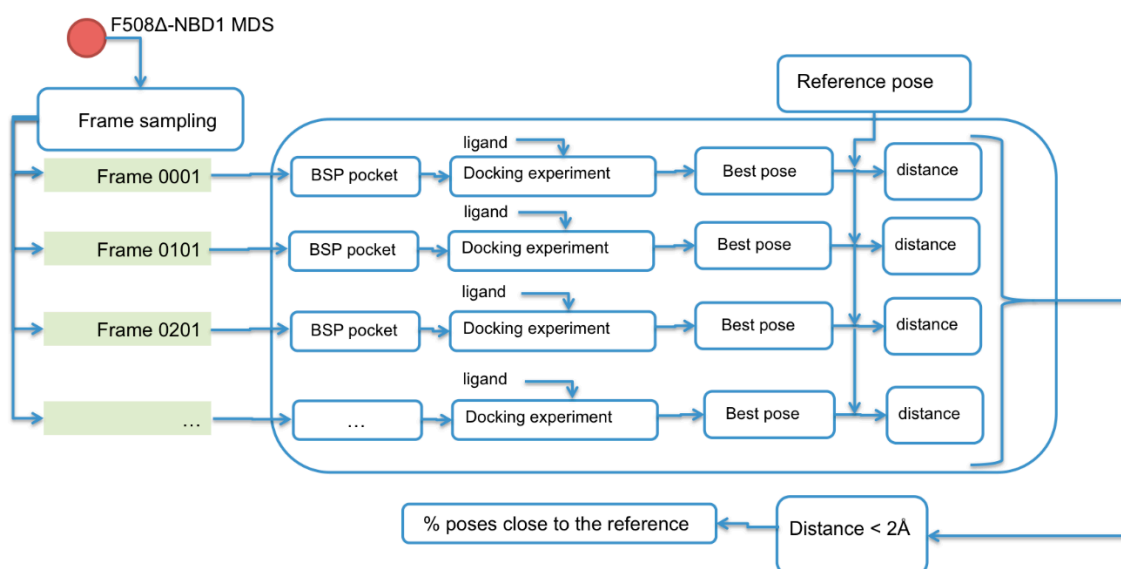 F508Δ-NBD1 MDS
Reference pose
Frame sampling
ligand
Frame 0001
BSP pocket
Docking experiment
Best pose
distance
ligand
Frame 0101
BSP pocket
Docking experiment
Best pose
distance
ligand
Frame 0201
BSP pocket
Docking experiment
Best pose
distance
ligand
...
...
Docking experiment
Best pose
distance
% poses close to the reference
Distance < 2Å